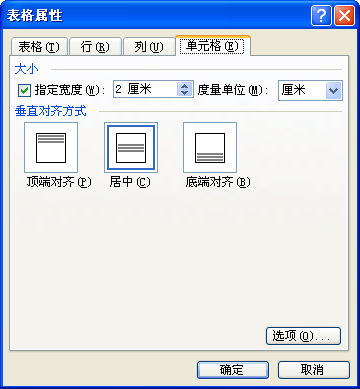 表格属性
表格(T) 行(R) 列(U) 单元格(E)
大小
指定宽度(W): 2 厘米 度量单位(M): 厘米
垂直对齐方式
顶端对齐(P) 居中(C) 底端对齐(B)
选项(O)...
确定 取消